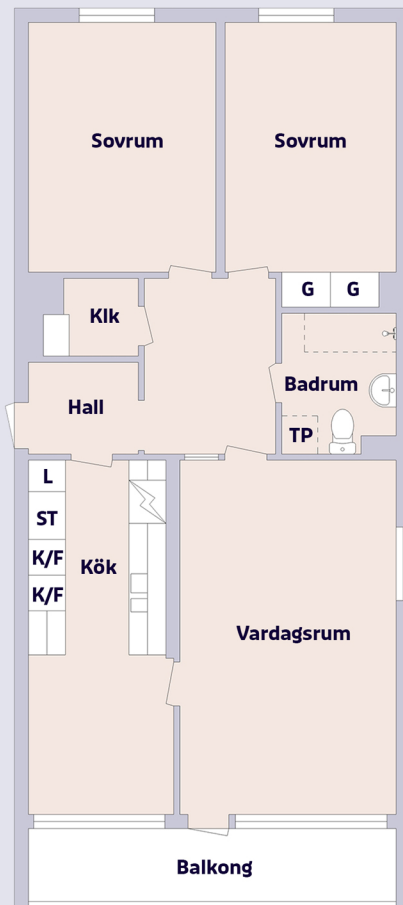 Sovrum
Sovrum
Klk
G
G
Hall
Badrum
TP
L
ST
K/F
Kök
K/F
Vardagsrum
Balkong